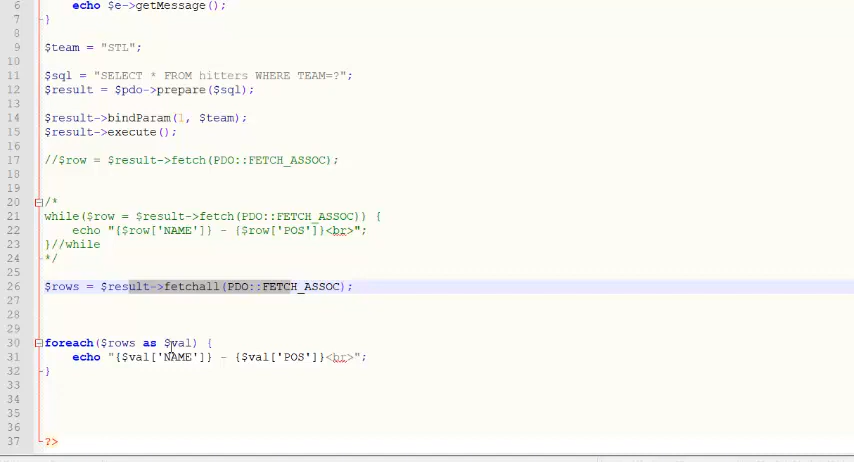 6 echo $e->getMessage();
7 }
8
9 $team = "STL";
10
11 $sql = "SELECT * FROM hitters WHERE TEAM=?";
12 $result = $pdo->prepare($sql);
13
14 $result->bindParam(1, $team);
15 $result->execute();
16
17 //$row = $result->fetch(PDO::FETCH_ASSOC);
18
19
20 /*
21 while($row = $result->fetch(PDO::FETCH_ASSOC)) {
22 echo "{$row['NAME']} - {$row['POS']}<br>";
23 }//while
24 */
25
26 $rows = $result->fetchall(PDO::FETCH_ASSOC);
27
28
29
30 foreach($rows as $val) {
31 echo "{$val['NAME']} - {$val['POS']}<br>";
32 }
33
34
35
36
37 ?>